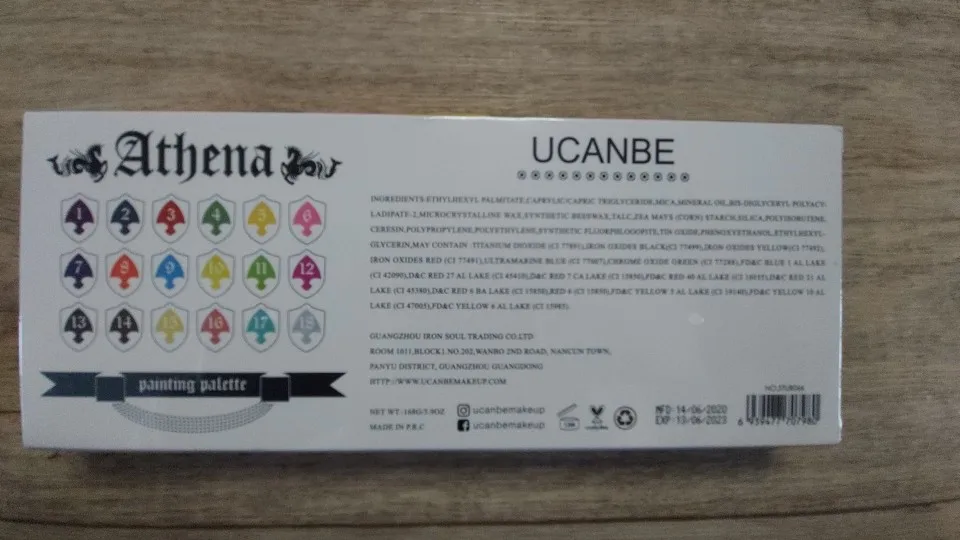 Athena
UCANBE
1 2 3 4 5 6
7 8 9 10 11 12
13 14 15 16 17 18
painting palette
INGREDIENTS:ETHYLHEXYL PALMITATE,CAPRYLIC/CAPRIC TRIGLYCERIDE,MICA,MINERAL OIL,BIS-DIGLYCERYL POLYACY-
LADIPATE-2,MICROCRYSTALLINE WAX,SYNTHETIC BEESWAX,TALC,ZEA MAYS (CORN) STARCH,SILICA,POLYISOBUTENE,
CERESIN,POLYPROPYLENE,POLYETHYLENE,SYNTHETIC FLUORPHLOGOPITE,TIN OXIDE,PHENOXYETHANOL,ETHYLHEXYL-
GLYCERIN,MAY CONTAIN :TITANIUM DIOXIDE (CI 77891),IRON OXIDES BLACK(CI 77499),IRON OXIDES YELLOW(CI 77492),
IRON OXIDES RED (CI 77491),ULTRAMARINE BLUE (CI 77007),CHROME OXIDE GREEN (CI 77288),FD&C BLUE 1 AL LAKE
(CI 42090),D&C RED 27 AL LAKE (CI 45410),D&C RED 7 CA LAKE (CI 15850),FD&C RED 40 AL LAKE (CI 16035),D&C RED 21 AL
LAKE (CI 45380),D&C RED 6 BA LAKE (CI 15850),RED 6 (CI 15850),FD&C YELLOW 5 AL LAKE (CI 19140),FD&C YELLOW 10 AL
LAKE (CI 47005),FD&C YELLOW 6 AL LAKE (CI 15985).
GUANGZHOU IRON SOUL TRADING CO.LTD
ROOM 1011,BLOCK1.NO.202,WANBO 2ND ROAD, NANCUN TOWN,
PANYU DISTRICT, GUANGZHOU GUANGDONG
HTTP://WWW.UCANBEMAKEUP.COM
NET WT.:168G/5.9OZ
MADE IN P.R.C
ucanbemakeup
ucanbemakeup
MFD:14/06/2020
EXP:13/06/2023
6 939477 707980